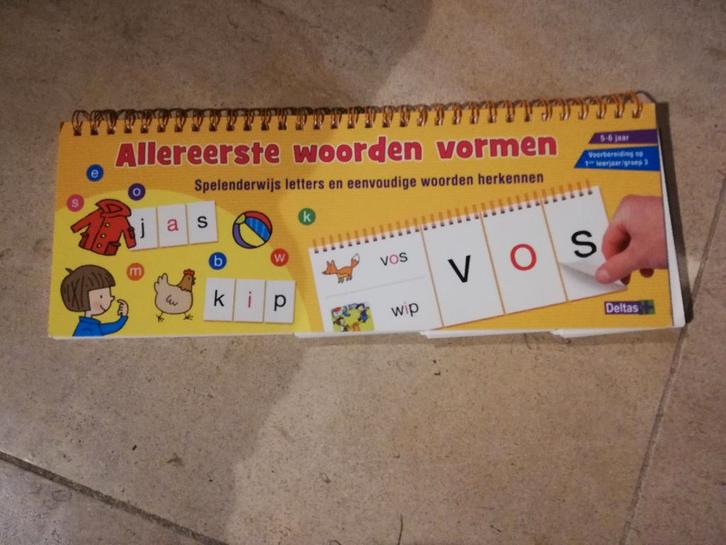 Allereerste woorden vormen
5-6 jaar
Voorbereiding op
1ste leerjaar/groep 3
Spelenderwijs letters en eenvoudige woorden herkennen
e
s
o
j a s
k
m
b
w
k i p
vos
wip
v o s
Deltas